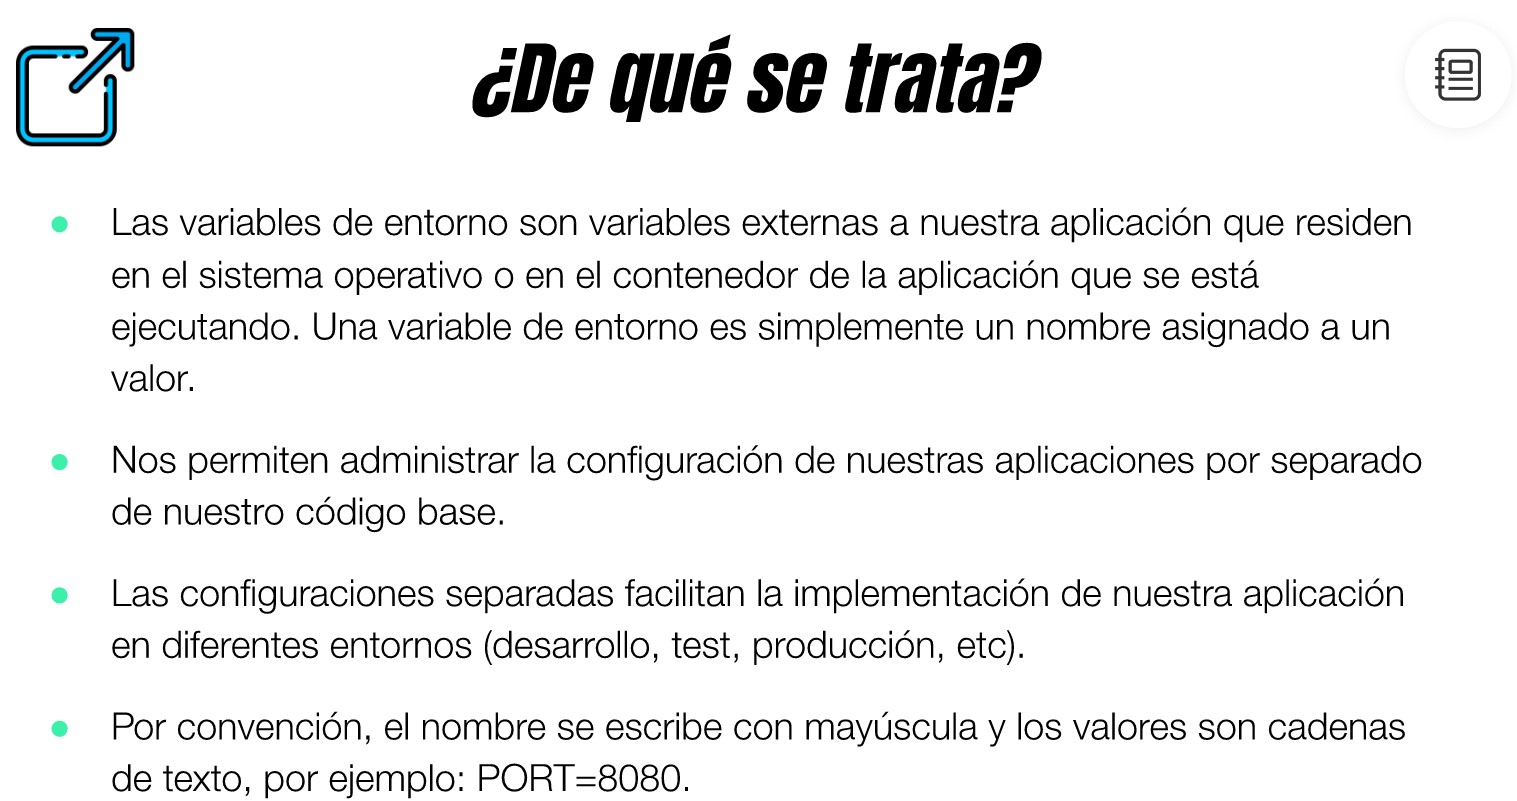 ¿De qué se trata?
● Las variables de entorno son variables externas a nuestra aplicación que residen
en el sistema operativo o en el contenedor de la aplicación que se está
ejecutando. Una variable de entorno es simplemente un nombre asignado a un
valor.
● Nos permiten administrar la configuración de nuestras aplicaciones por separado
de nuestro código base.
● Las configuraciones separadas facilitan la implementación de nuestra aplicación
en diferentes entornos (desarrollo, test, producción, etc).
● Por convención, el nombre se escribe con mayúscula y los valores son cadenas
de texto, por ejemplo: PORT=8080.